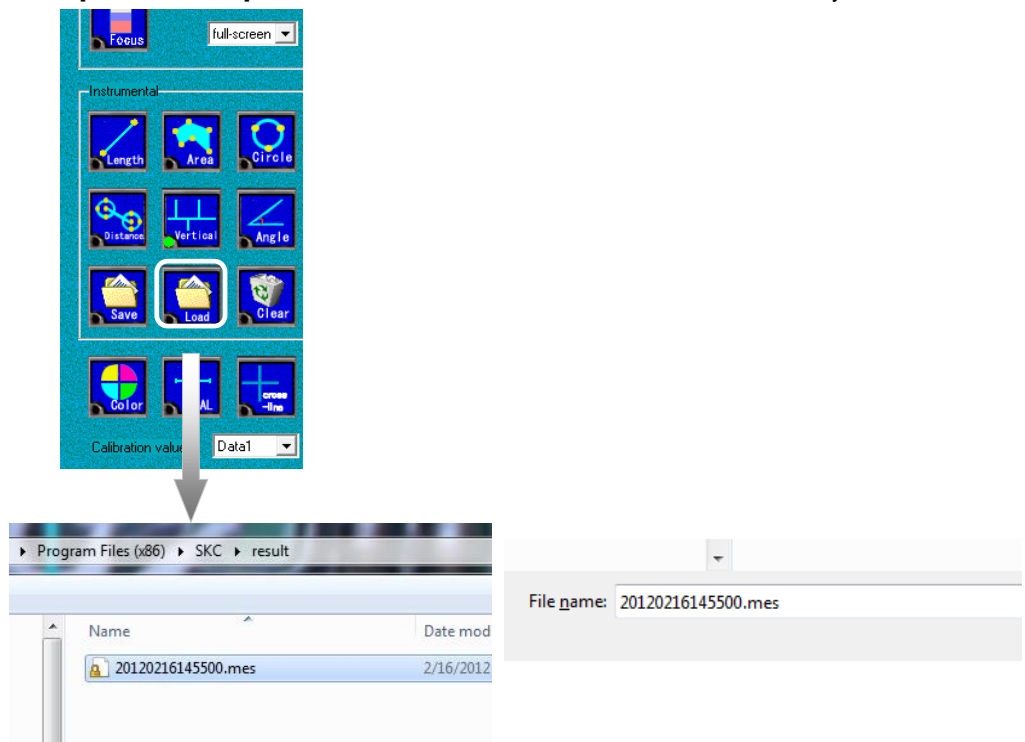 Focus
full-screen
Instrumental
Length
Area
Circle
Distance
Vertical
Angle
Save
Load
Clear
Color
AL
cross
-line
Calibration value
Data1
Program Files (x86) SKC result
Name
Date mod
20120216145500.mes
2/16/2012
File name:
20120216145500.mes